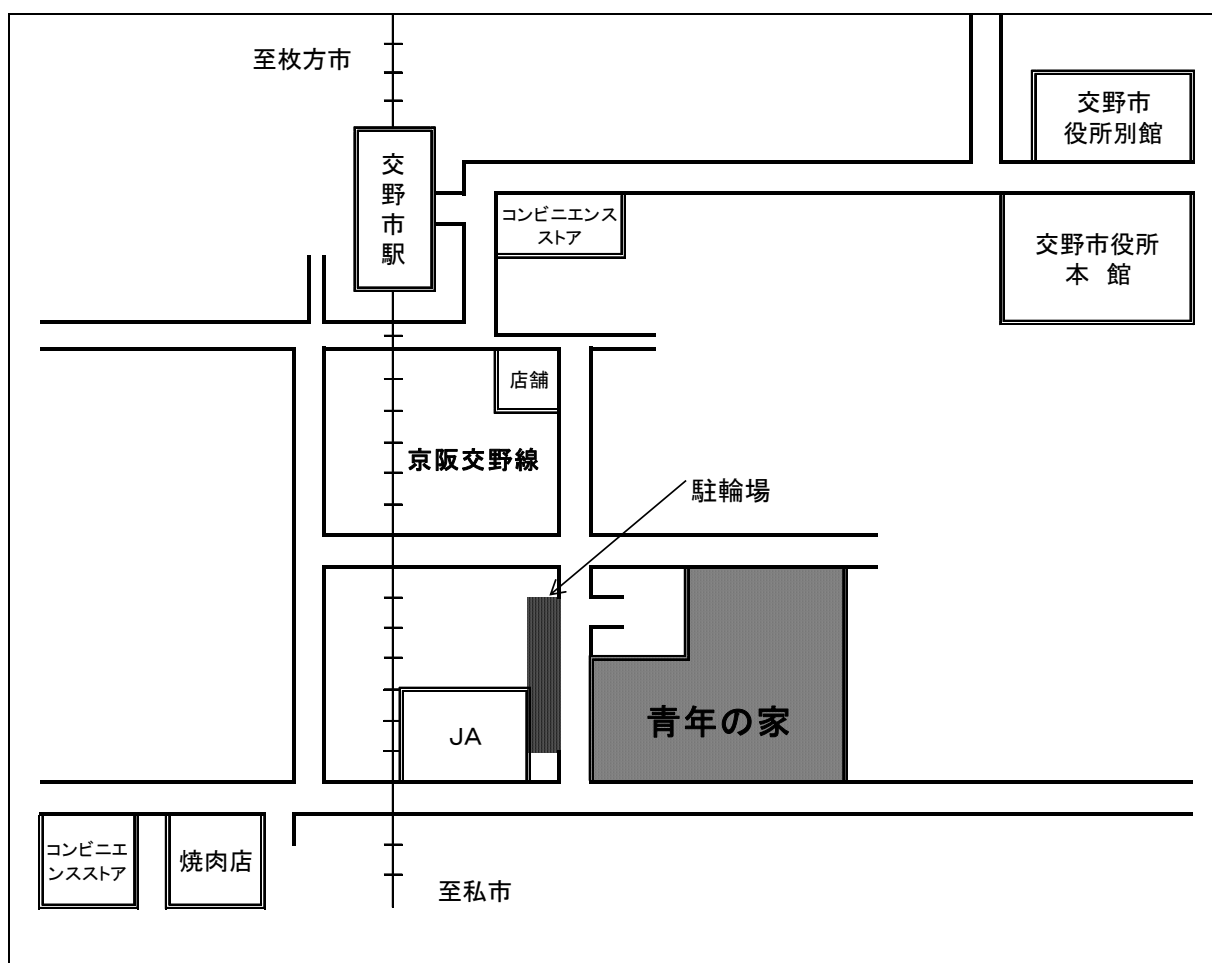 至枚方市
交野市
役所別館
交野市駅
コンビニエンス
ストア
交野市役所
本 館
店舗
京阪交野線
駐輪場
青年の家
JA
コンビニエ
ンスストア
焼肉店
至私市